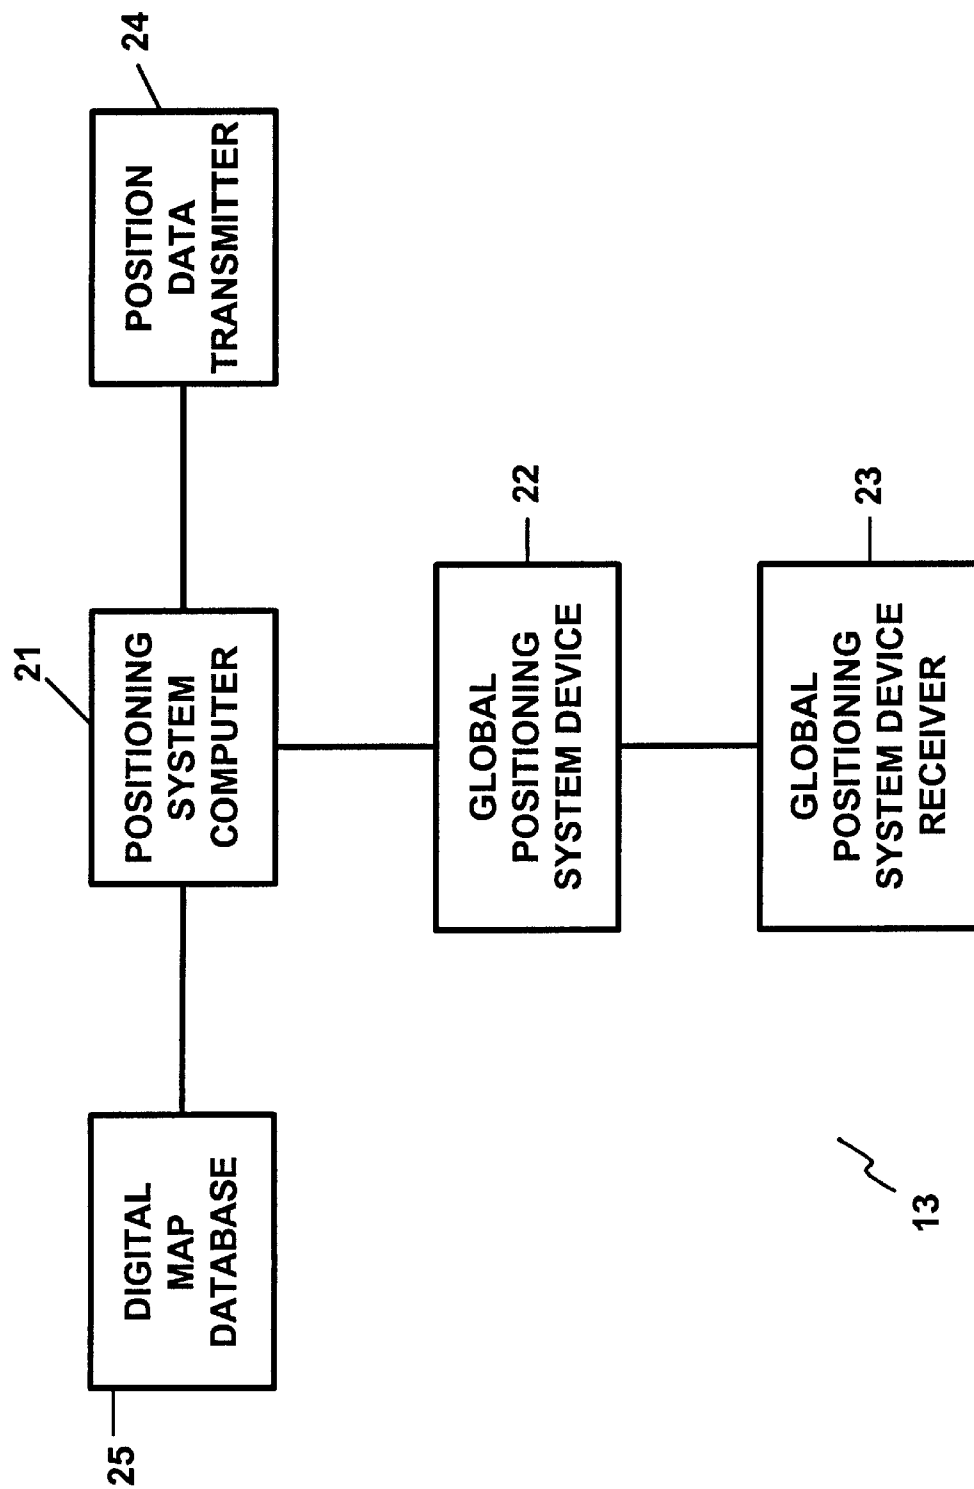 25
DIGITAL
MAP
DATABASE
21
POSITIONING
SYSTEM
COMPUTER
24
POSITION
DATA
TRANSMITTER
22
GLOBAL
POSITIONING
SYSTEM DEVICE
23
GLOBAL
POSITIONING
SYSTEM DEVICE
RECEIVER
13